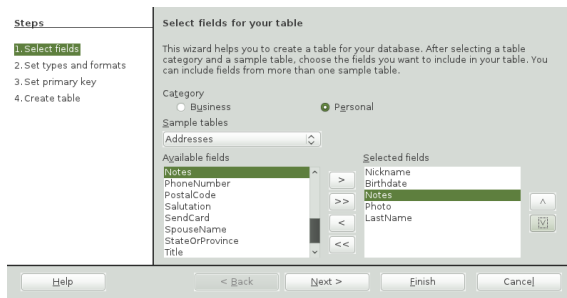 Steps
1. Select fields
2. Set types and formats
3. Set primary key
4. Create table
Select fields for your table
This wizard helps you to create a table for your database. After selecting a table
category and a sample table, choose the fields you want to include in your table. You
can include fields from more than one sample table.
Category
Business
Personal
Sample tables
Addresses
Available fields
Notes
PhoneNumber
PostalCode
Salutation
SendCard
SpouseName
StateOrProvince
Title
>
>>
<
<<
Selected fields
Nickname
Birthdate
Notes
Photo
LastName
^
v
Help
< Back
Next >
Finish
Cancel